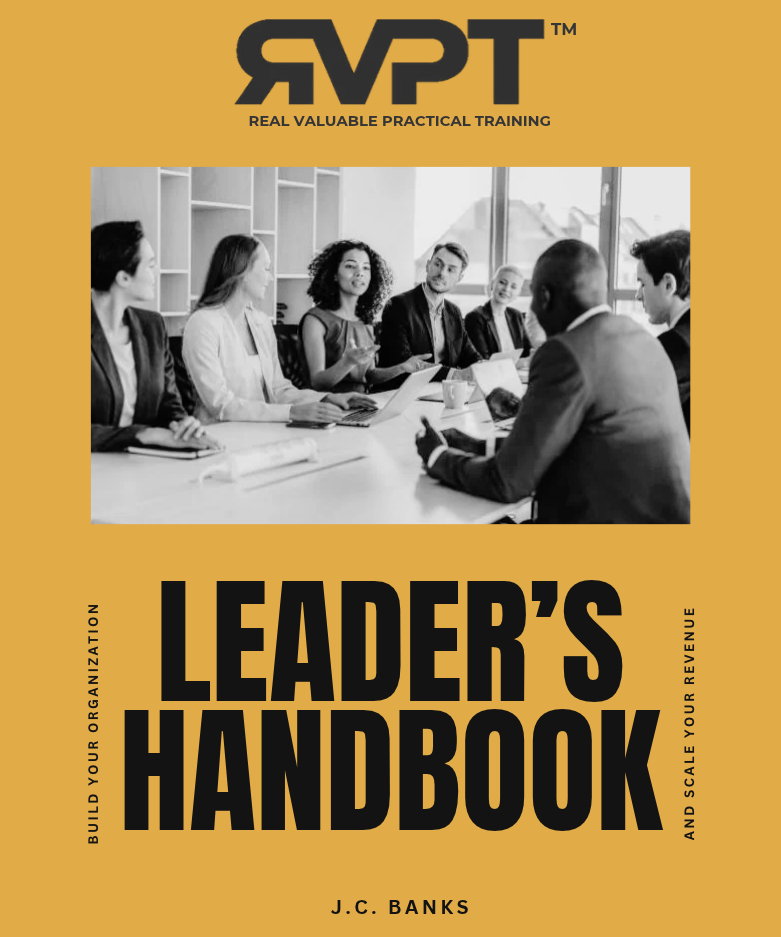 RVPT™
REAL VALUABLE PRACTICAL TRAINING
BUILD YOUR ORGANIZATION
LEADER’S
HANDBOOK
AND SCALE YOUR REVENUE
J.C. BANKS